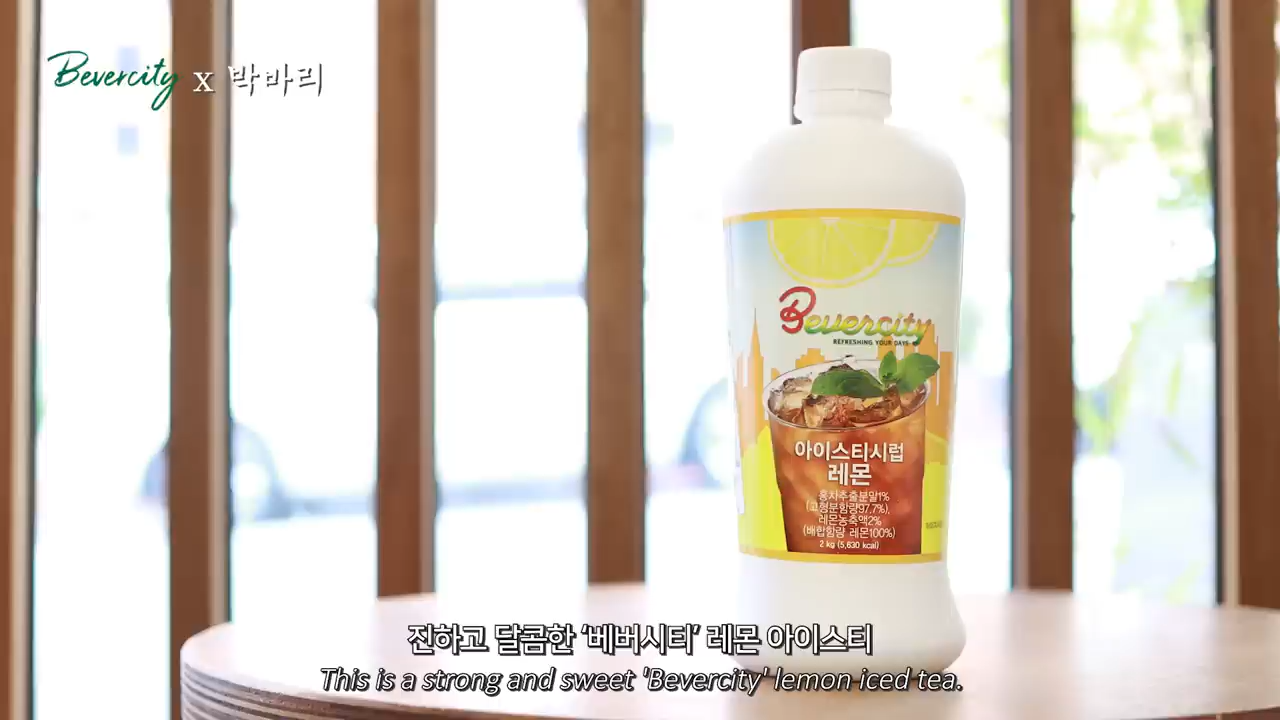 Bevercity x 박바리
Bevercity
REFRESHING YOUR DAYS
아이스티시럽
레몬
홍차추출분말1%
(고형분함량97.7%),
레몬농축액2%
(배합함량 레몬100%)
2 kg (5,630 kcal)
진하고 달콤한 ‘베버시티’ 레몬 아이스티
This is a strong and sweet 'Bevercity' lemon iced tea.